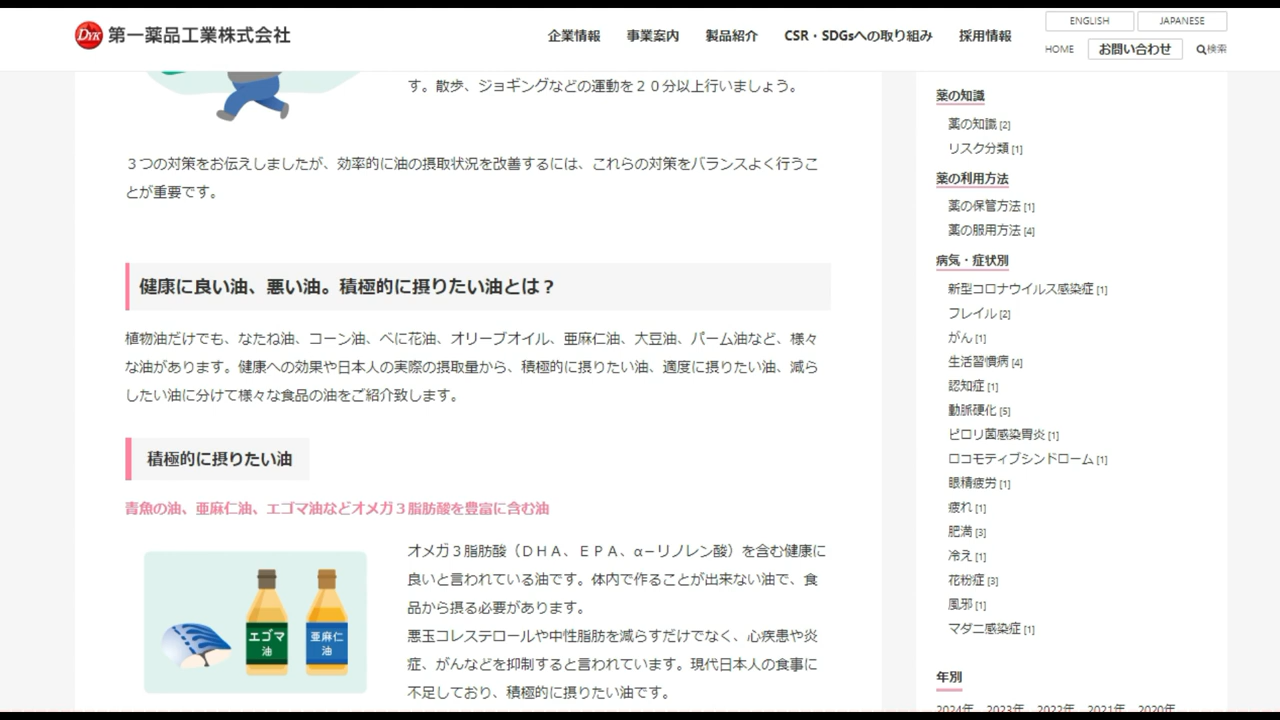 DYK 第一薬品工業株式会社
企業情報 事業案内 製品紹介 CSR・SDGsへの取り組み 採用情報
ENGLISH JAPANESE
HOME お問い合わせ 検索
す。散歩、ジョギングなどの運動を２０分以上行いましょう。
３つの対策をお伝えしましたが、効率的に油の摂取状況を改善するには、これらの対策をバランスよく行うこ
とが重要です。
健康に良い油、悪い油。積極的に摂りたい油とは？
植物油だけでも、なたね油、コーン油、べに花油、オリーブオイル、亜麻仁油、大豆油、パーム油など、様々
な油があります。健康への効果や日本人の実際の摂取量から、積極的に摂りたい油、適度に摂りたい油、減ら
したい油に分けて様々な食品の油をご紹介致します。
積極的に摂りたい油
青魚の油、亜麻仁油、エゴマ油などオメガ３脂肪酸を豊富に含む油
エゴマ
油
亜麻仁
油
オメガ３脂肪酸（ＤＨＡ、ＥＰＡ、α－リノレン酸）を含む健康に
良いと言われている油です。体内で作ることが出来ない油で、食
品から摂る必要があります。
悪玉コレステロールや中性脂肪を減らすだけでなく、心疾患や炎
症、がんなどを抑制すると言われています。現代日本人の食事に
不足しており、積極的に摂りたい油です。
薬の知識
薬の知識 [2]
リスク分類 [1]
薬の利用方法
薬の保管方法 [1]
薬の服用方法 [4]
病気・症状別
新型コロナウイルス感染症 [1]
フレイル [2]
がん [1]
生活習慣病 [4]
認知症 [1]
動脈硬化 [5]
ピロリ菌感染胃炎 [1]
ロコモティブシンドローム [1]
眼精疲労 [1]
疲れ [1]
肥満 [3]
冷え [1]
花粉症 [3]
風邪 [1]
マダニ感染症 [1]
年別
2024年 2023年 2022年 2021年 2020年